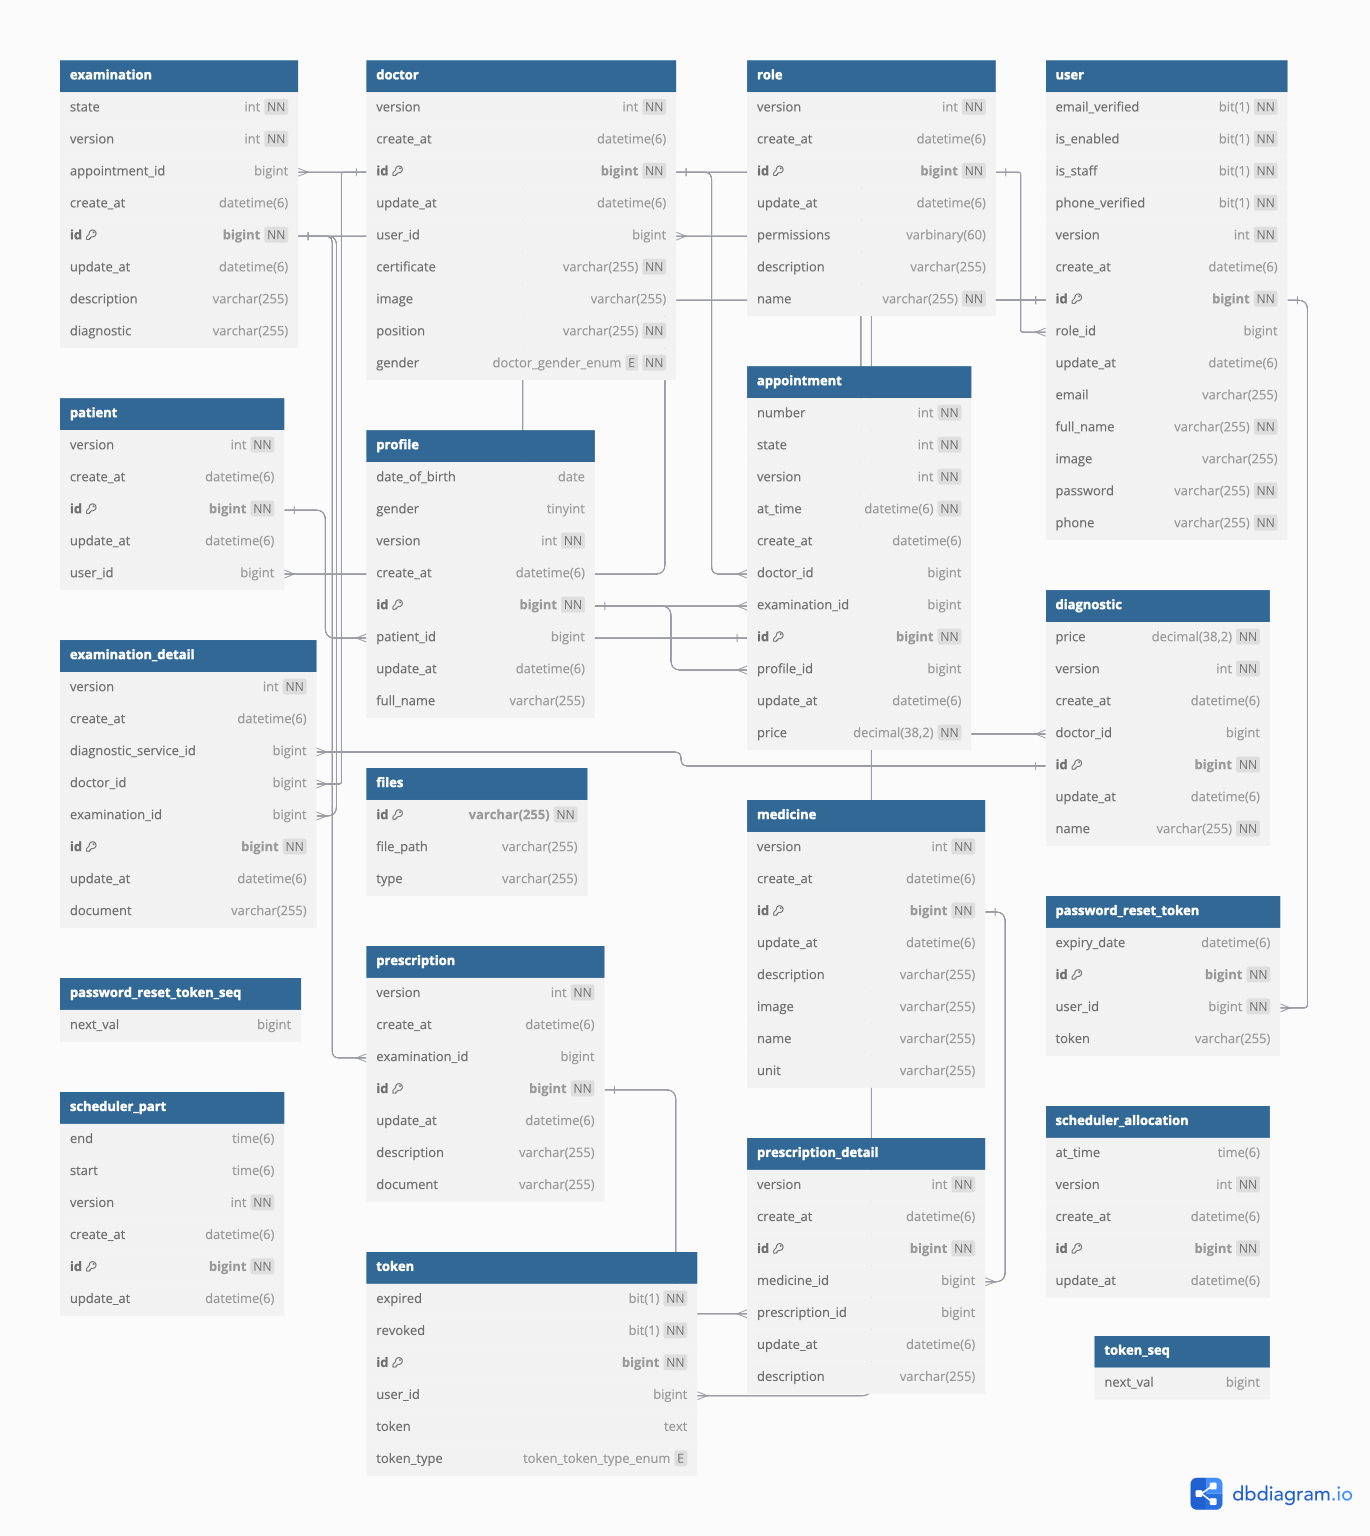 examination
state int NN
version int NN
appointment_id bigint
create_at datetime(6)
id bigint NN
update_at datetime(6)
description varchar(255)
diagnostic varchar(255)
doctor
version int NN
create_at datetime(6)
id bigint NN
update_at datetime(6)
user_id bigint
certificate varchar(255) NN
image varchar(255)
position varchar(255) NN
gender doctor_gender_enum E NN
role
version int NN
create_at datetime(6)
id bigint NN
update_at datetime(6)
permissions varbinary(60)
description varchar(255)
name varchar(255) NN
user
email_verified bit(1) NN
is_enabled bit(1) NN
is_staff bit(1) NN
phone_verified bit(1) NN
version int NN
create_at datetime(6)
id bigint NN
role_id bigint
update_at datetime(6)
email varchar(255)
full_name varchar(255) NN
image varchar(255)
password varchar(255) NN
phone varchar(255) NN
patient
version int NN
create_at datetime(6)
id bigint NN
update_at datetime(6)
user_id bigint
profile
date_of_birth date
gender tinyint
version int NN
create_at datetime(6)
id bigint NN
patient_id bigint
update_at datetime(6)
full_name varchar(255)
appointment
number int NN
state int NN
version int NN
at_time datetime(6) NN
create_at datetime(6)
doctor_id bigint
examination_id bigint
id bigint NN
profile_id bigint
update_at datetime(6)
price decimal(38,2) NN
diagnostic
price decimal(38,2) NN
version int NN
create_at datetime(6)
doctor_id bigint
id bigint NN
update_at datetime(6)
name varchar(255) NN
examination_detail
version int NN
create_at datetime(6)
diagnostic_service_id bigint
doctor_id bigint
examination_id bigint
id bigint NN
update_at datetime(6)
document varchar(255)
files
id varchar(255) NN
file_path varchar(255)
type varchar(255)
medicine
version int NN
create_at datetime(6)
id bigint NN
update_at datetime(6)
description varchar(255)
image varchar(255)
name varchar(255)
unit varchar(255)
password_reset_token
expiry_date datetime(6)
id bigint NN
user_id bigint NN
token varchar(255)
password_reset_token_seq
next_val bigint
prescription
version int NN
create_at datetime(6)
examination_id bigint
id bigint NN
update_at datetime(6)
description varchar(255)
document varchar(255)
scheduler_part
end time(6)
start time(6)
version int NN
create_at datetime(6)
id bigint NN
update_at datetime(6)
prescription_detail
version int NN
create_at datetime(6)
id bigint NN
medicine_id bigint
prescription_id bigint
update_at datetime(6)
description varchar(255)
scheduler_allocation
at_time time(6)
version int NN
create_at datetime(6)
id bigint NN
update_at datetime(6)
token
expired bit(1) NN
revoked bit(1) NN
id bigint NN
user_id bigint
token text
token_type token_token_type_enum E
token_seq
next_val bigint
dbdiagram.io